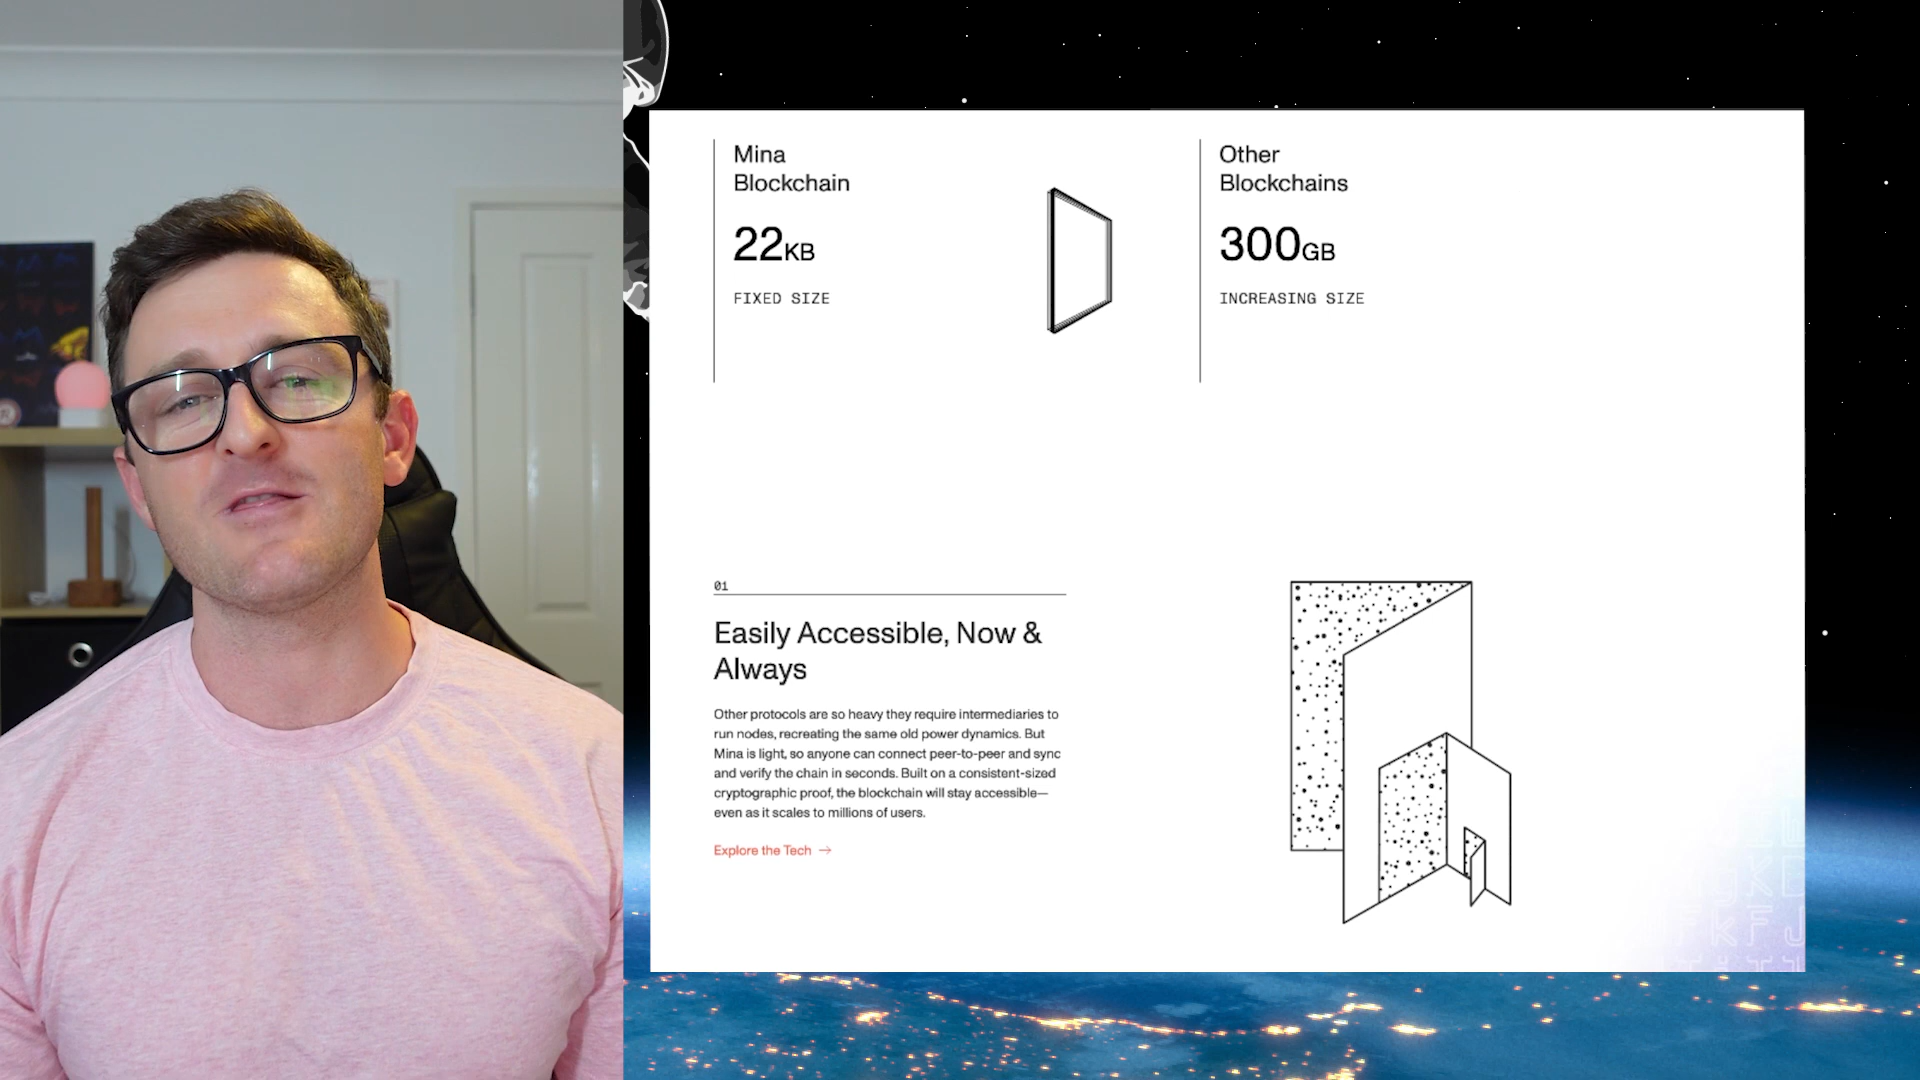 Mina
Blockchain
22KB
FIXED SIZE
Other
Blockchains
300GB
INCREASING SIZE
01
Easily Accessible, Now &
Always
Other protocols are so heavy they require intermediaries to
run nodes, recreating the same old power dynamics. But
Mina is light, so anyone can connect peer-to-peer and sync
and verify the chain in seconds. Built on a consistent-sized
cryptographic proof, the blockchain will stay accessible—
even as it scales to millions of users.
Explore the Tech →